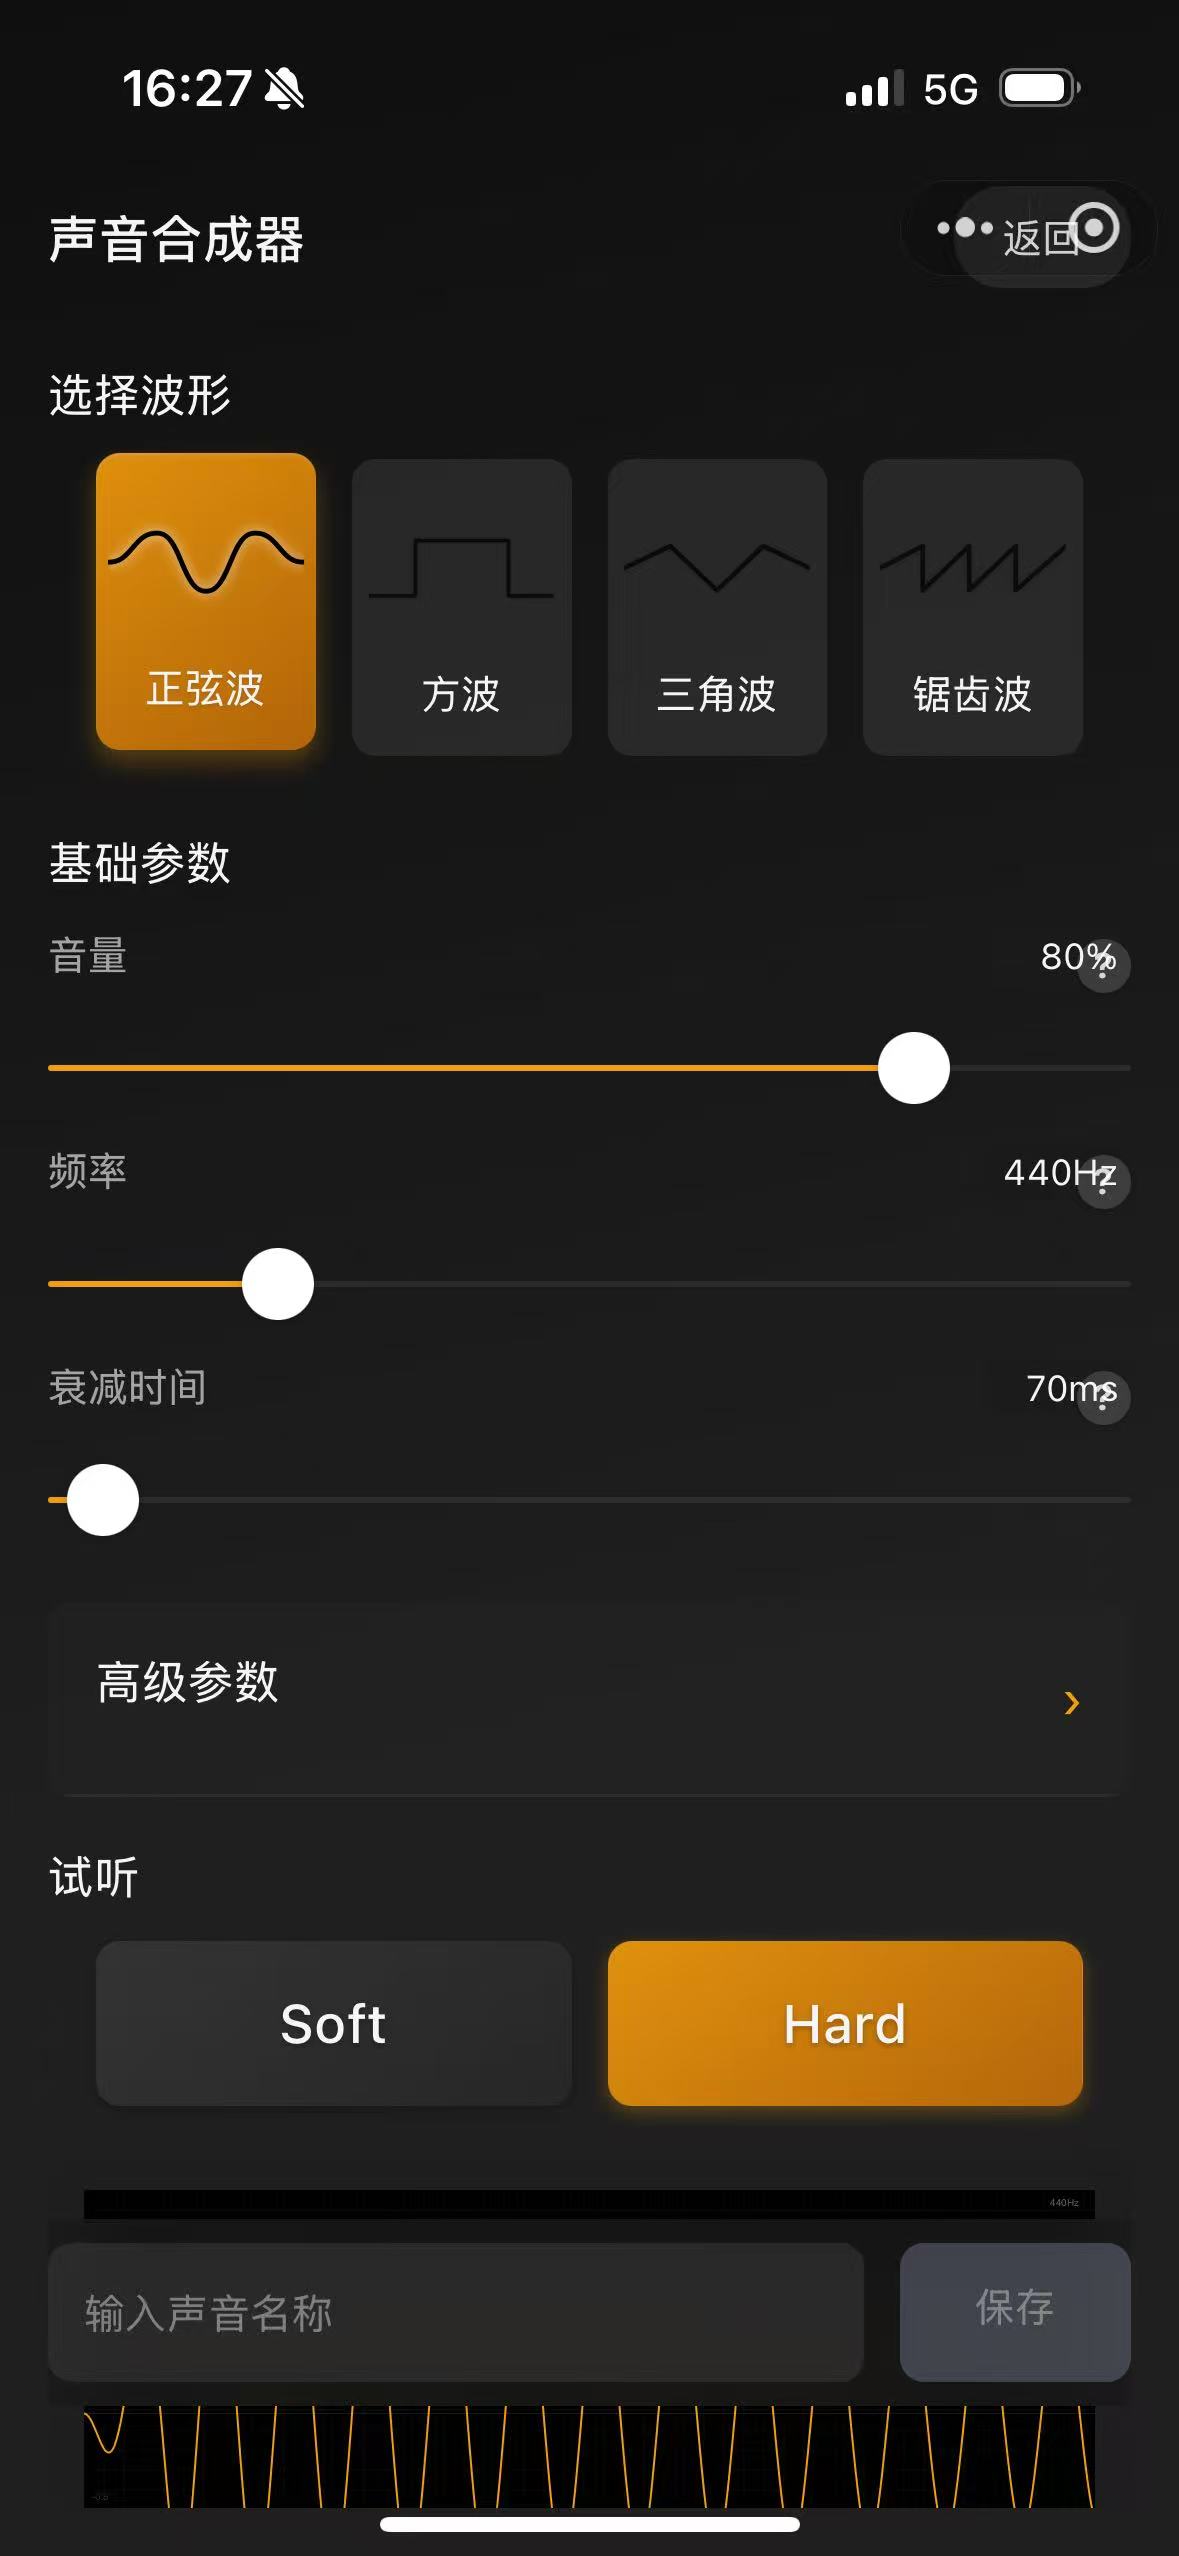 16:27
5G
声音合成器
返回
选择波形
正弦波
方波
三角波
锯齿波
基础参数
音量
80%
?
频率
440Hz
?
衰减时间
70ms
?
高级参数
›
试听
Soft
Hard
440Hz
输入声音名称
保存